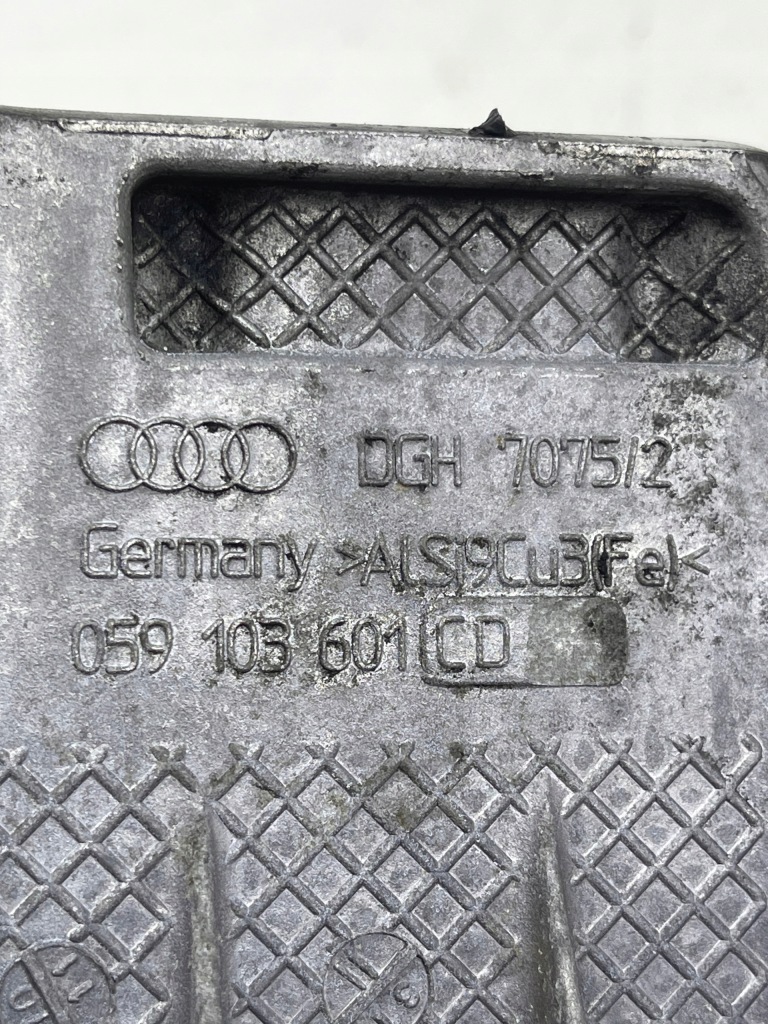 DGH 7075/2
Germany >AlSi9Cu3(Fe)<
059 103 601 CD